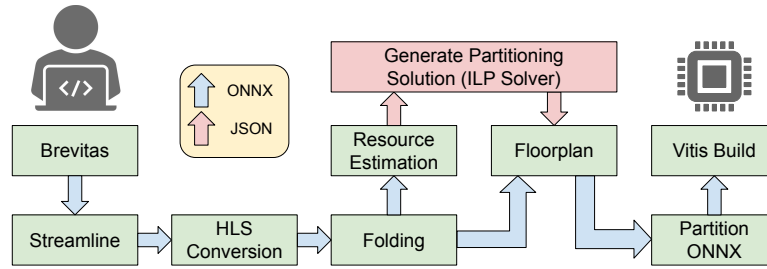 </>
ONNX
JSON
Generate Partitioning
Solution (ILP Solver)
Brevitas
Resource
Estimation
Floorplan
Vitis Build
Streamline
HLS
Conversion
Folding
Partition
ONNX